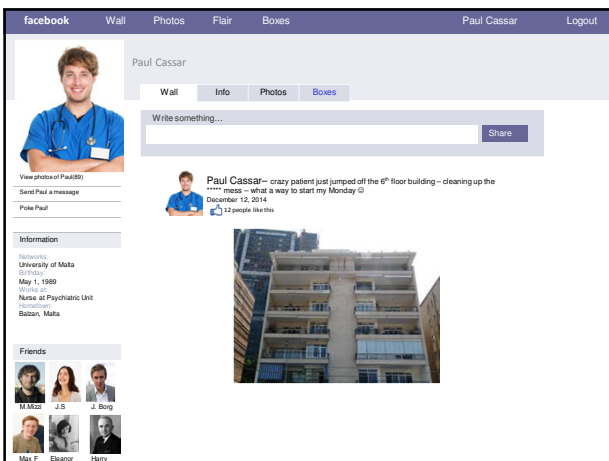 facebook Wall Photos Flair Boxes Paul Cassar Logout
Paul Cassar
Wall Info Photos Boxes
Write something…
Share
View photos of Paul(89)
Send Paul a message
Poke Paul!
Paul Cassar– crazy patient just jumped off the 6th floor building – cleaning up the
***** mess – what a way to start my Monday ☺
December 12, 2014
12 people like this
Information
Networks:
University of Malta
Birthday:
May 1, 1989
Works at:
Nurse at Psychiatric Unit
Hometown:
Balzan, Malta
Friends
M.Mizzi J.S J. Borg
Max F Eleanor Harry